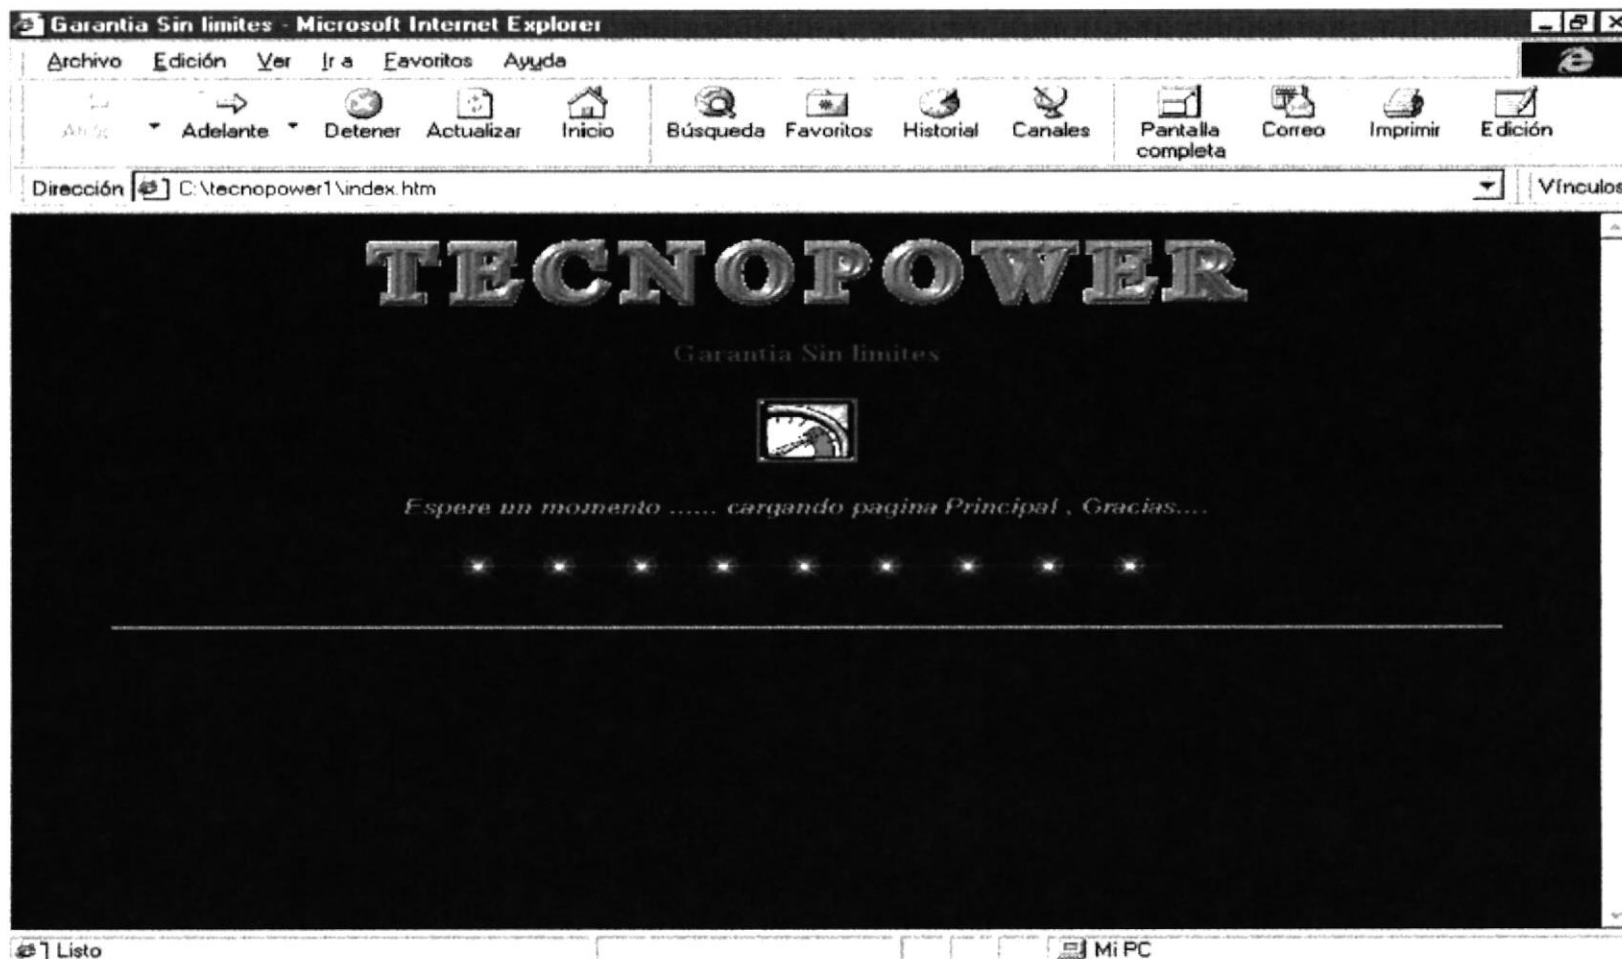 Garantia Sin limites - Microsoft Internet Explorer
Archivo Edición Ver Ir a Favoritos Ayuda
Atrás Adelante Detener Actualizar Inicio Búsqueda Favoritos Historial Canales Pantalla completa Correo Imprimir Edición
Dirección C:\tecnopower1\index.htm Vínculos
TECNOPOWER
Garantia Sin limites
Espere un momento ...... cargando pagina Principal , Gracias....
Listo Mi PC